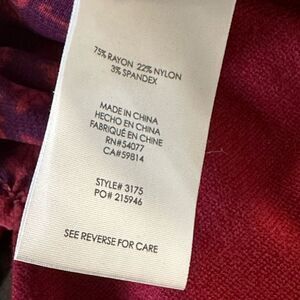 75% RAYON 22% NYLON
3% SPANDEX
MADE IN CHINA
HECHO EN CHINA
FABRIQUÉ EN CHINE
RN#54077
CA#59814
STYLE# 3175
PO# 215946
SEE REVERSE FOR CARE